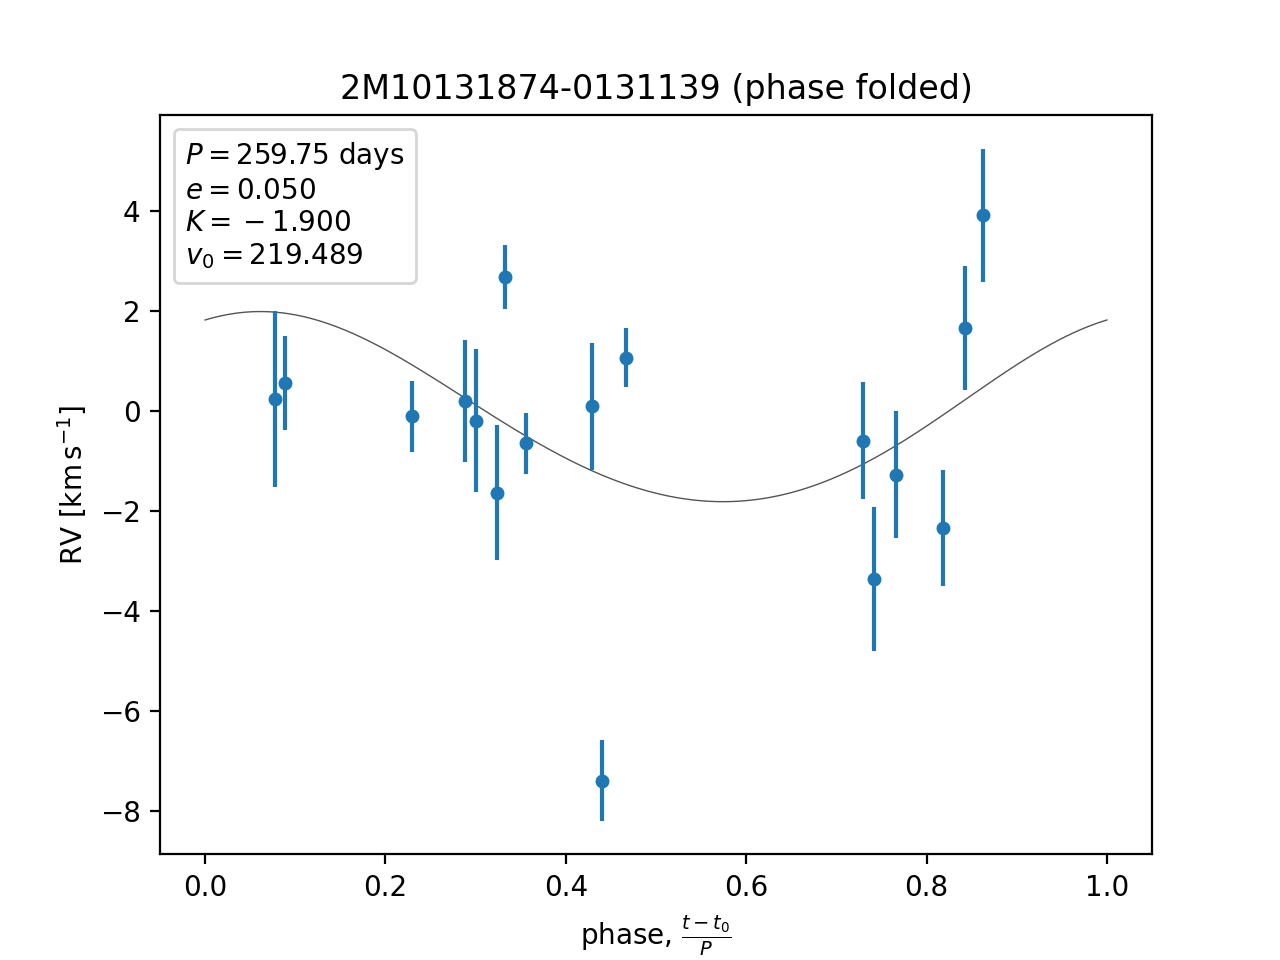 2M10131874-0131139 (phase folded)
P = 259.75 days
e = 0.050
K = −1.900
v₀ = 219.489
4
2
0
−2
−4
−6
−8
RV [km s⁻¹]
0.0 0.2 0.4 0.6 0.8 1.0
phase, (t − t₀)/P